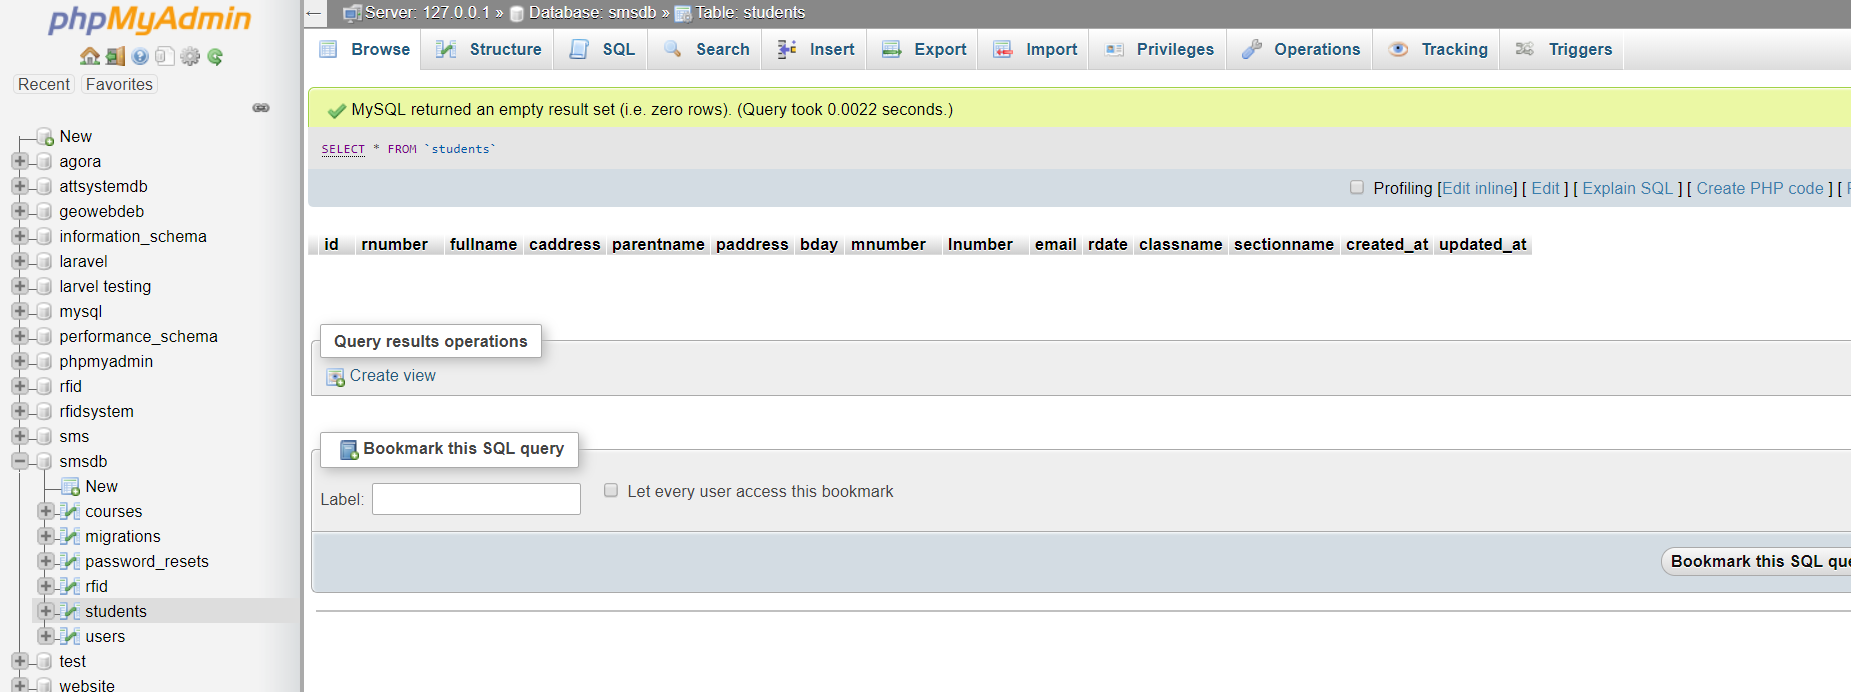 phpMyAdmin
Recent Favorites
New
agora
attsystemdb
geowebdeb
information_schema
laravel
larvel testing
mysql
performance_schema
phpmyadmin
rfid
rfidsystem
sms
smsdb
New
courses
migrations
password_resets
rfid
students
users
test
website
Server: 127.0.0.1 » Database: smsdb » Table: students
Browse Structure SQL Search Insert Export Import Privileges Operations Tracking Triggers
MySQL returned an empty result set (i.e. zero rows). (Query took 0.0022 seconds.)
SELECT * FROM `students`
Profiling [Edit inline] [ Edit ] [ Explain SQL ] [ Create PHP code ] [
id rnumber fullname caddress parentname paddress bday mnumber lnumber email rdate classname sectionname created_at updated_at
Query results operations
Create view
Bookmark this SQL query
Label: Let every user access this bookmark
Bookmark this SQL que